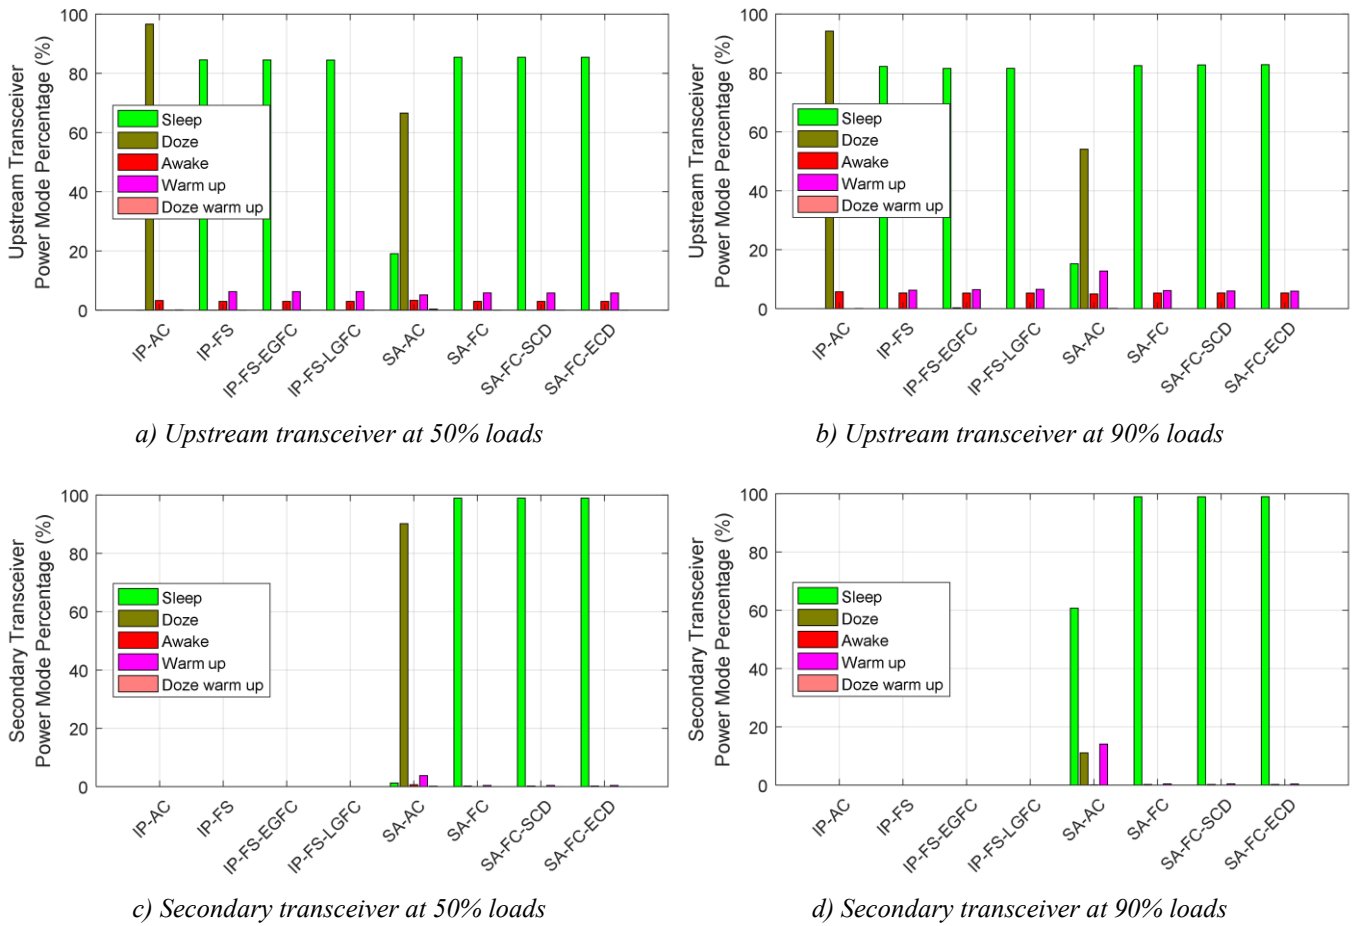 Upstream Transceiver
Power Mode Percentage (%)
100
80
60
40
20
0
Sleep
Doze
Awake
Warm up
Doze warm up
IP-AC
IP-FS
IP-FS-EGFC
IP-FS-LGFC
SA-AC
SA-FC
SA-FC-SCD
SA-FC-ECD
a) Upstream transceiver at 50% loads
Upstream Transceiver
Power Mode Percentage (%)
100
80
60
40
20
0
Sleep
Doze
Awake
Warm up
Doze warm up
IP-AC
IP-FS
IP-FS-EGFC
IP-FS-LGFC
SA-AC
SA-FC
SA-FC-SCD
SA-FC-ECD
b) Upstream transceiver at 90% loads
Secondary Transceiver
Power Mode Percentage (%)
100
80
60
40
20
0
Sleep
Doze
Awake
Warm up
Doze warm up
IP-AC
IP-FS
IP-FS-EGFC
IP-FS-LGFC
SA-AC
SA-FC
SA-FC-SCD
SA-FC-ECD
c) Secondary transceiver at 50% loads
Secondary Transceiver
Power Mode Percentage (%)
100
80
60
40
20
0
Sleep
Doze
Awake
Warm up
Doze warm up
IP-AC
IP-FS
IP-FS-EGFC
IP-FS-LGFC
SA-AC
SA-FC
SA-FC-SCD
SA-FC-ECD
d) Secondary transceiver at 90% loads